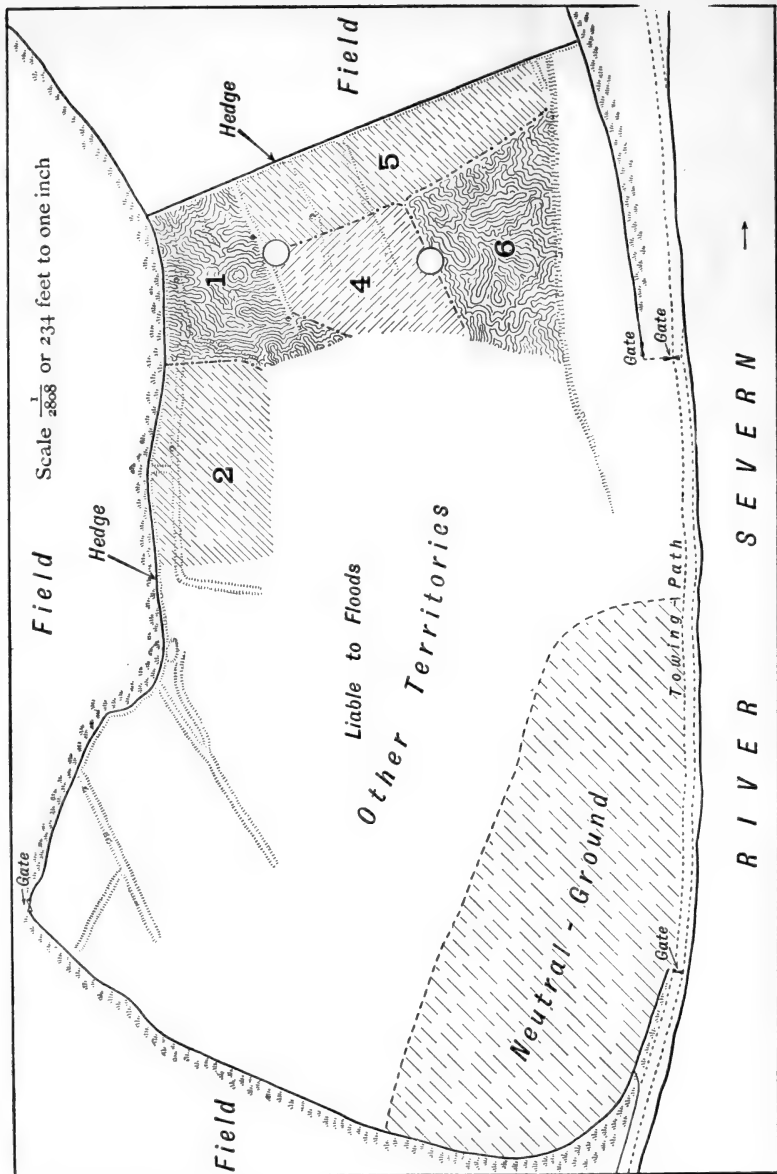 Scale 1/2808 or 234 feet to one inch
Field
Hedge
Gate
Field
Hedge
Field
1
2
4
5
6
Liable to Floods
Other Territories
Neutral - Ground
Gate
Gate
Gate
Towing - Path
RIVER SEVERN →